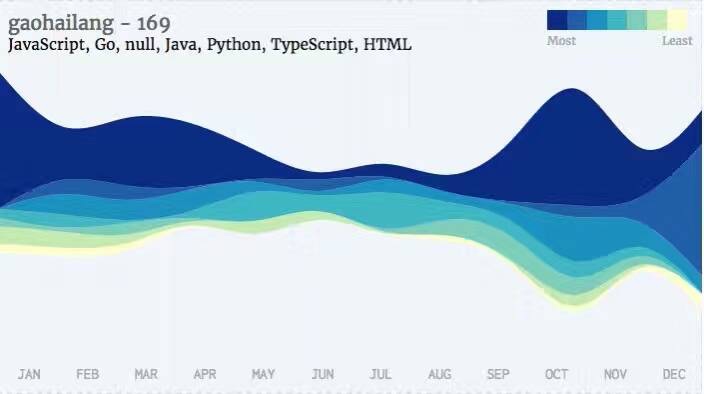 gaohailang - 169
JavaScript, Go, null, Java, Python, TypeScript, HTML
Most Least
JAN FEB MAR APR MAY JUN JUL AUG SEP OCT NOV DEC